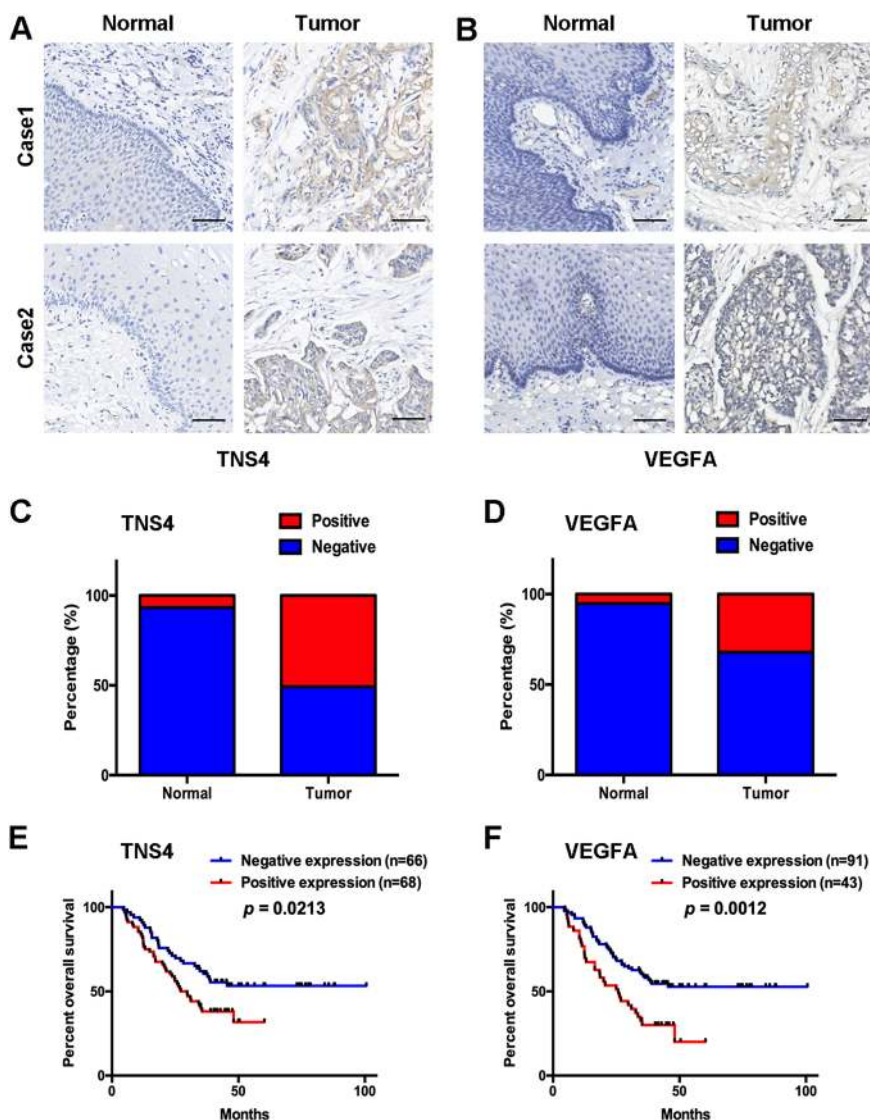 A
Normal
Tumor
B
Normal
Tumor
Case1
Case2
TNS4
VEGFA
C
TNS4
Positive
Negative
Percentage (%)
100
50
0
Normal
Tumor
D
VEGFA
Positive
Negative
Percentage (%)
100
50
0
Normal
Tumor
E
TNS4
Negative expression (n=66)
Positive expression (n=68)
p = 0.0213
Percent overall survival
100
50
0
0
50
100
Months
F
VEGFA
Negative expression (n=91)
Positive expression (n=43)
p = 0.0012
Percent overall survival
100
50
0
0
50
100
Months